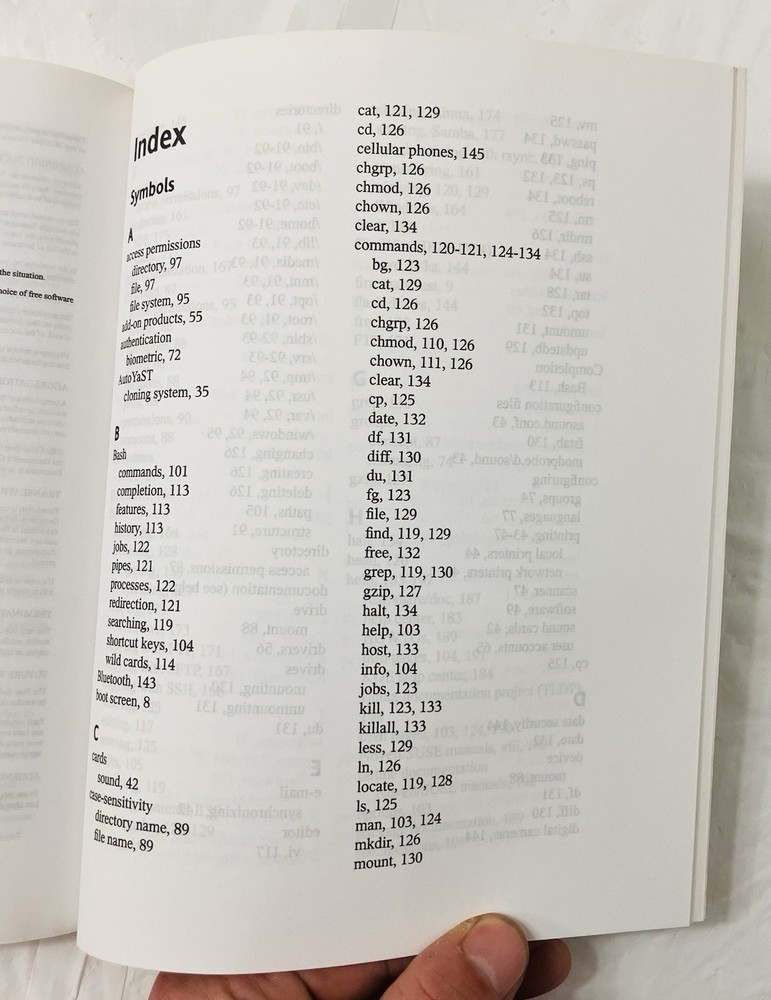 the situation.
hoice of free software
Index
Symbols
A
access permissions
directory, 97
file, 97
file system, 95
add-on products, 55
authentication
biometric, 72
AutoYaST
cloning system, 35
B
Bash
commands, 101
completion, 113
features, 113
history, 113
jobs, 122
pipes, 121
processes, 122
redirection, 121
searching, 119
shortcut keys, 104
wild cards, 114
Bluetooth, 143
boot screen, 8
C
cards
sound, 42
case-sensitivity
directory name, 89
file name, 89
cat, 121, 129
cd, 126
cellular phones, 145
chgrp, 126
chmod, 126
chown, 126
clear, 134
commands, 120-121, 124-134
bg, 123
cat, 129
cd, 126
chgrp, 126
chmod, 110, 126
chown, 111, 126
clear, 134
cp, 125
date, 132
df, 131
diff, 130
du, 131
fg, 123
file, 129
find, 119, 129
free, 132
grep, 119, 130
gzip, 127
halt, 134
help, 103
host, 133
info, 104
jobs, 123
kill, 123, 133
killall, 133
less, 129
ln, 126
locate, 119, 128
ls, 125
man, 103, 124
mkdir, 126
mount, 130